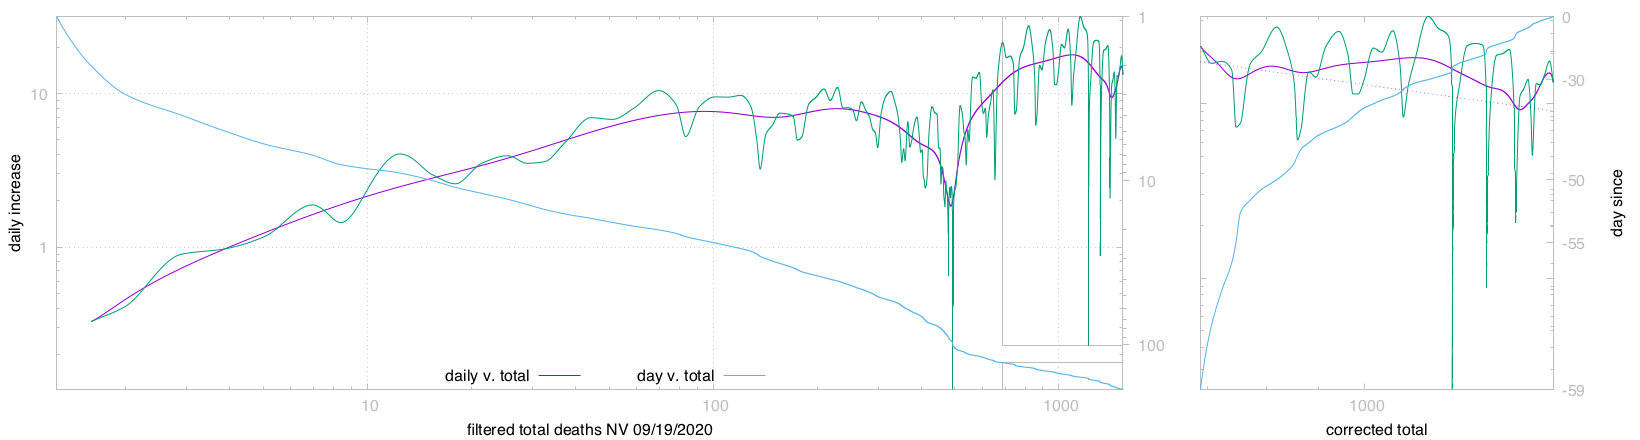 daily increase
10
1
daily v. total
day v. total
10
100
1000
filtered total deaths NV 09/19/2020
1
10
100
1000
corrected total
0
-30
-50
-55
-59
day since